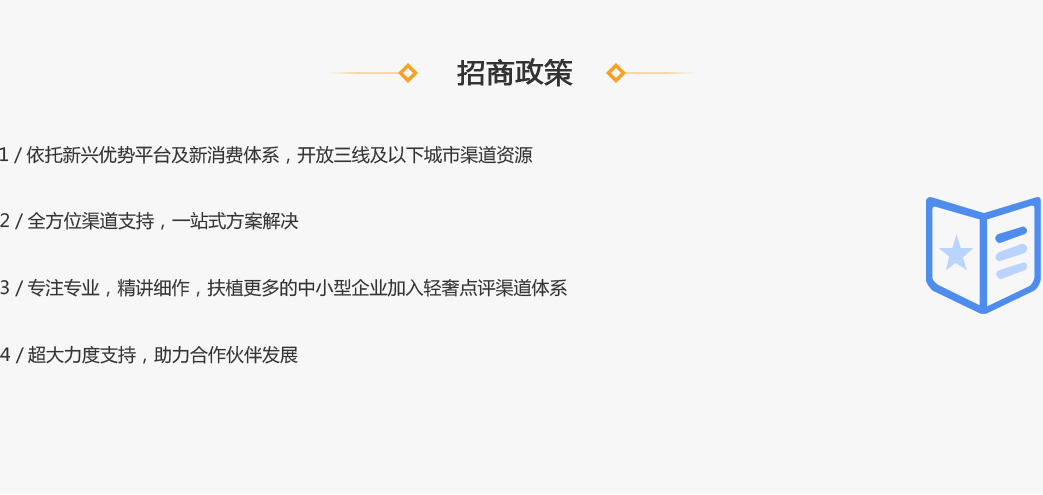 招商政策
1 / 依托新兴优势平台及新消费体系，开放三线及以下城市渠道资源
2 / 全方位渠道支持，一站式方案解决
3 / 专注专业，精讲细作，扶植更多的中小型企业加入轻奢点评渠道体系
4 / 超大力度支持，助力合作伙伴发展